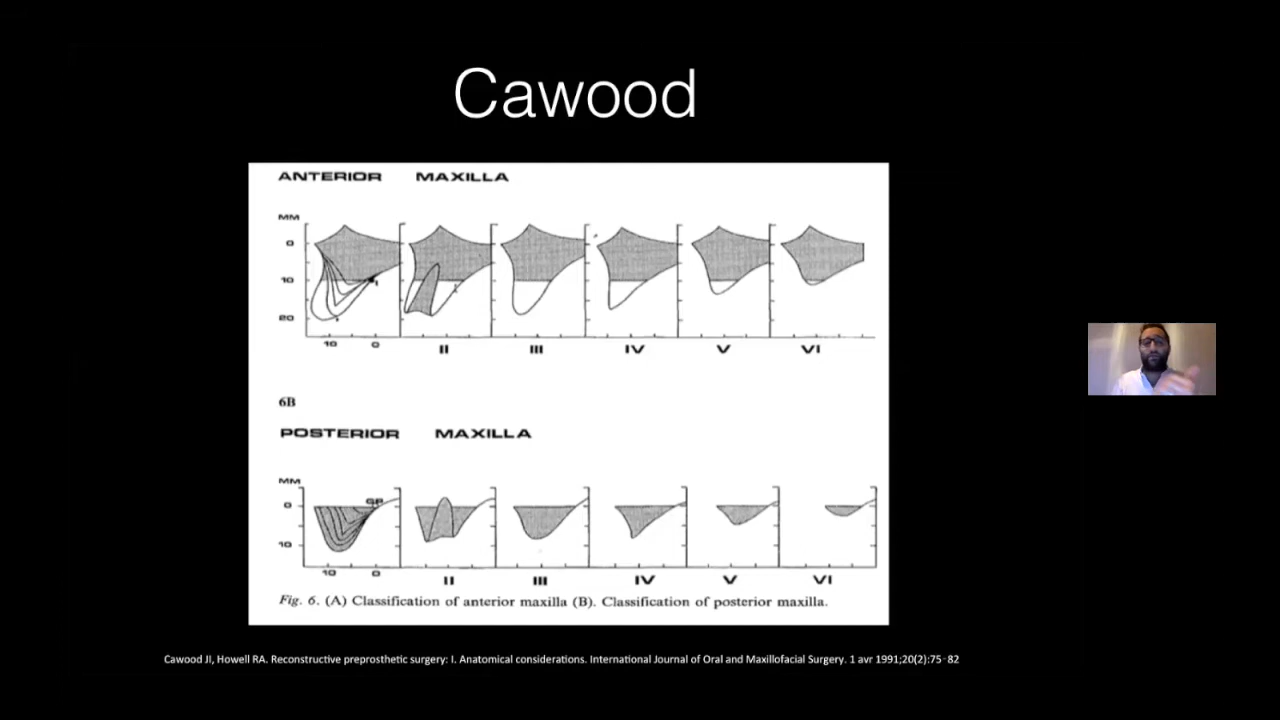 Cawood
ANTERIOR MAXILLA
MM
0
10
20
10 0
II III IV V VI
6B
POSTERIOR MAXILLA
MM
GP
0
10
10 0
II III IV V VI
Fig. 6. (A) Classification of anterior maxilla (B). Classification of posterior maxilla.
Cawood JI, Howell RA. Reconstructive preprosthetic surgery: I. Anatomical considerations. International Journal of Oral and Maxillofacial Surgery. 1 avr 1991;20(2):75‑82